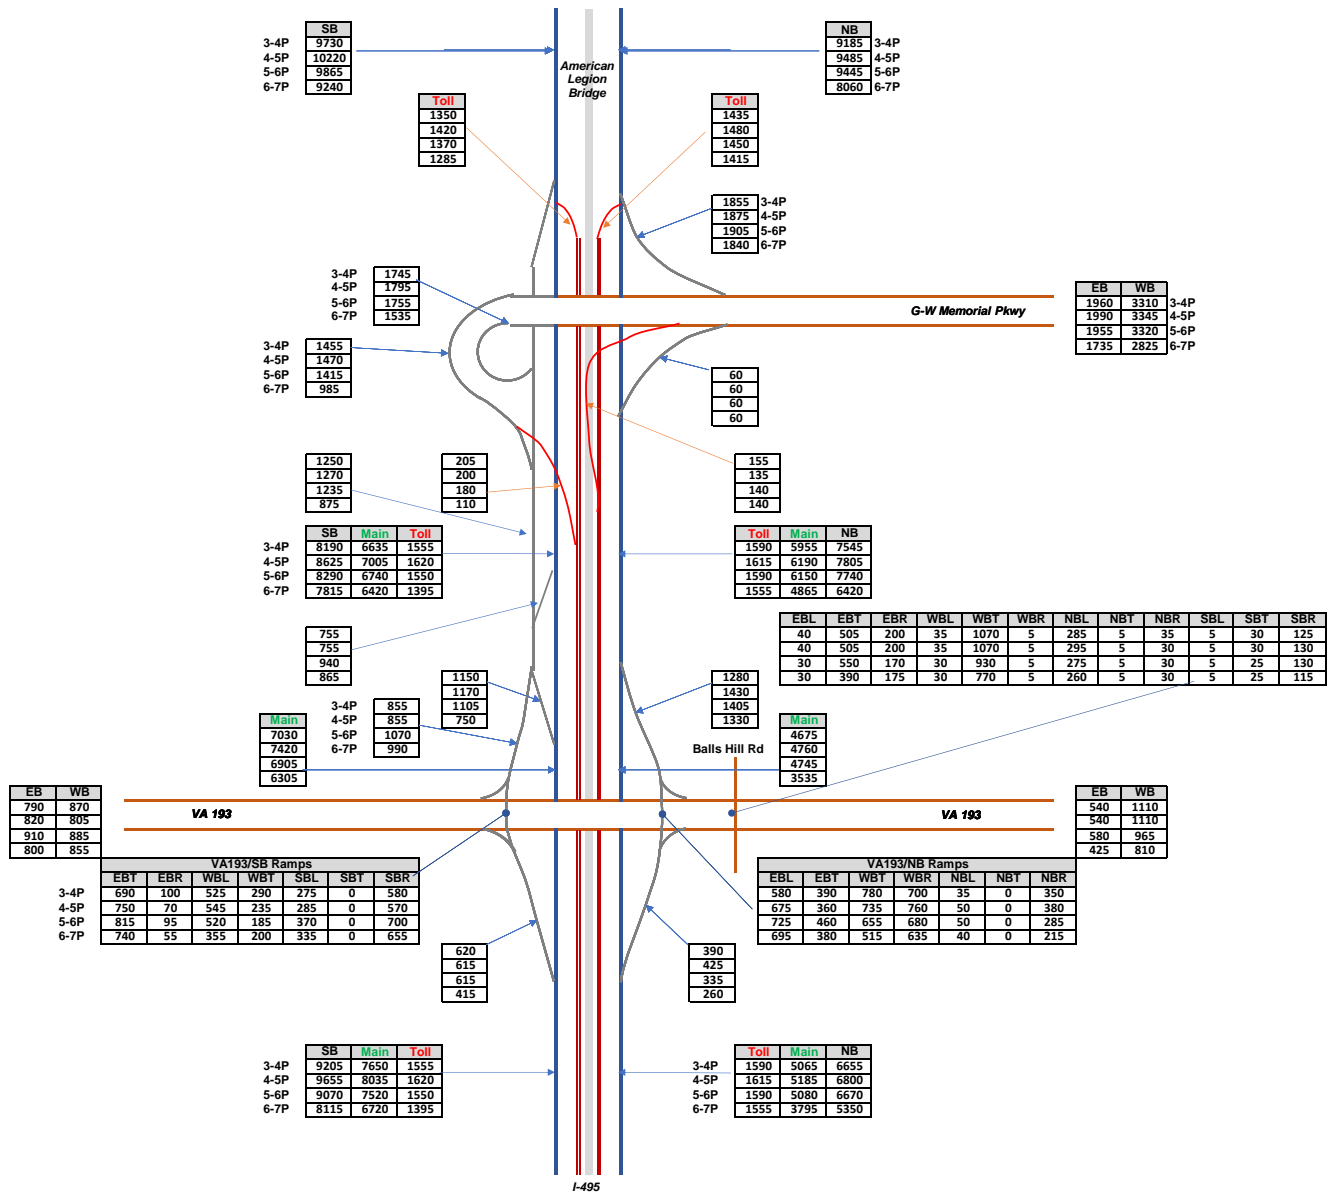 SB
3-4P 9730
4-5P 10220
5-6P 9865
6-7P 9240
NB
9185 3-4P
9485 4-5P
9445 5-6P
8060 6-7P
American
Legion
Bridge
Toll
1350
1420
1370
1285
Toll
1435
1480
1450
1415
1855 3-4P
1875 4-5P
1905 5-6P
1840 6-7P
3-4P 1745
4-5P 1795
5-6P 1755
6-7P 1535
G-W Memorial Pkwy
EB WB
1960 3310 3-4P
1990 3345 4-5P
1955 3320 5-6P
1735 2825 6-7P
3-4P 1455
4-5P 1470
5-6P 1415
6-7P 985
60
60
60
60
1250
1270
1235
875
205
200
180
110
155
135
140
140
SB Main Toll
3-4P 8190 6635 1555
4-5P 8625 7005 1620
5-6P 8290 6740 1550
6-7P 7815 6420 1395
Toll Main NB
1590 5955 7545
1615 6190 7805
1590 6150 7740
1555 4865 6420
EBL EBT EBR WBL WBT WBR NBL NBT NBR SBL SBT SBR
40 505 200 35 1070 5 285 5 35 5 30 125
40 505 200 35 1070 5 295 5 30 5 30 130
30 550 170 30 930 5 275 5 30 5 25 130
30 390 175 30 770 5 260 5 30 5 25 115
755
755
940
865
1150
1170
1105
750
1280
1430
1405
1330
3-4P 855
4-5P 855
5-6P 1070
6-7P 990
Main
7030
7420
6905
6305
Main
4675
4760
4745
3535
Balls Hill Rd
EB WB
790 870
820 805
910 885
800 855
VA 193
VA 193
EB WB
540 1110
540 1110
580 965
425 810
VA193/SB Ramps
EBT EBR WBL WBT SBL SBT SBR
3-4P 690 100 525 290 275 0 580
4-5P 750 70 545 235 285 0 570
5-6P 815 95 520 185 370 0 700
6-7P 740 55 355 200 335 0 655
VA193/NB Ramps
EBL EBT WBT WBR NBL NBT NBR
580 390 780 700 35 0 350
675 360 735 760 50 0 380
725 460 655 680 50 0 285
695 380 515 635 40 0 215
620
615
615
415
390
425
335
260
SB Main Toll
3-4P 9205 7650 1555
4-5P 9655 8035 1620
5-6P 9070 7520 1550
6-7P 8115 6720 1395
Toll Main NB
3-4P 1590 5065 6655
4-5P 1615 5185 6800
5-6P 1590 5080 6670
6-7P 1555 3795 5350
I-495